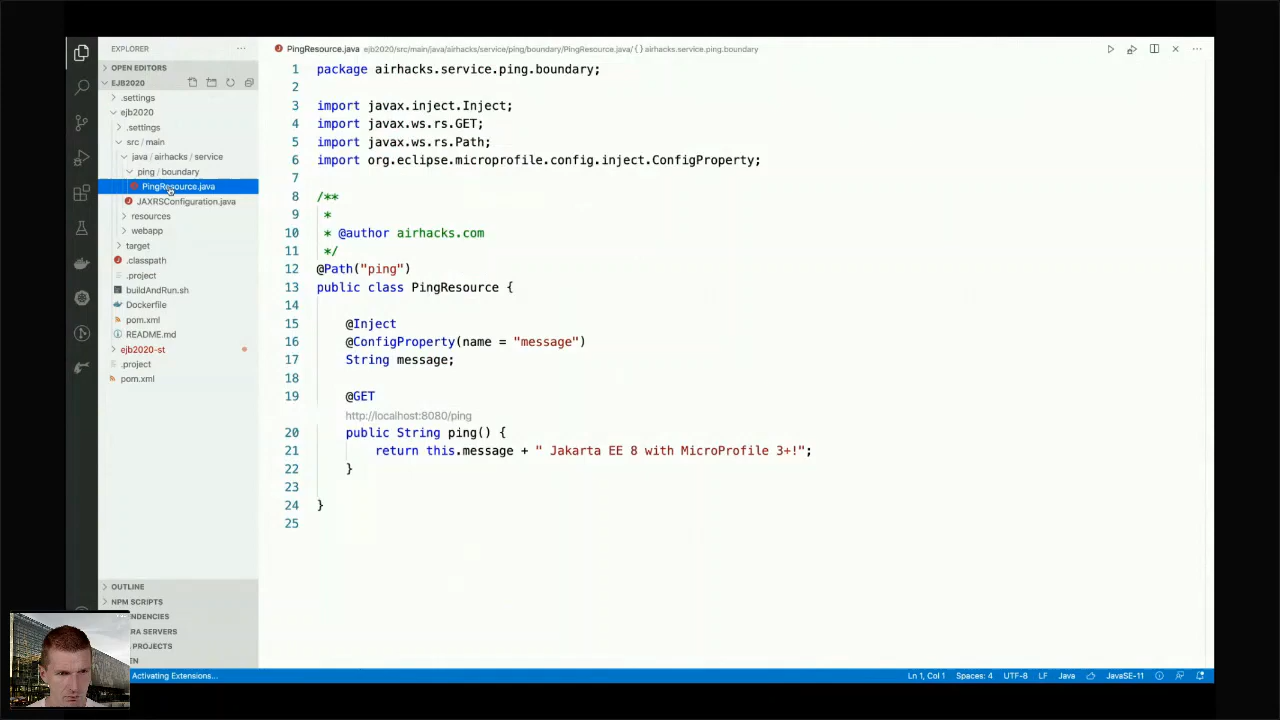 EXPLORER
PingResource.java ejb2020/src/main/java/airhacks/service/ping/boundary/PingResource.java/{} airhacks.service.ping.boundary
OPEN EDITORS
EJB2020
.settings
ejb2020
.settings
src / main
java / airhacks / service
ping / boundary
PingResource.java
JAXRSConfiguration.java
resources
webapp
target
.classpath
.project
buildAndRun.sh
Dockerfile
pom.xml
README.md
ejb2020-st
.project
pom.xml
OUTLINE
NPM SCRIPTS
ENDENCIES
RA SERVERS
PROJECTS
EN
1 package airhacks.service.ping.boundary;
2
3 import javax.inject.Inject;
4 import javax.ws.rs.GET;
5 import javax.ws.rs.Path;
6 import org.eclipse.microprofile.config.inject.ConfigProperty;
7
8 /**
9 *
10 * @author airhacks.com
11 */
12 @Path("ping")
13 public class PingResource {
14
15 @Inject
16 @ConfigProperty(name = "message")
17 String message;
18
19 @GET
http://localhost:8080/ping
20 public String ping() {
21 return this.message + " Jakarta EE 8 with MicroProfile 3+!";
22 }
23
24 }
25
Activating Extensions...
Ln 1, Col 1 Spaces: 4 UTF-8 LF Java JavaSE-11